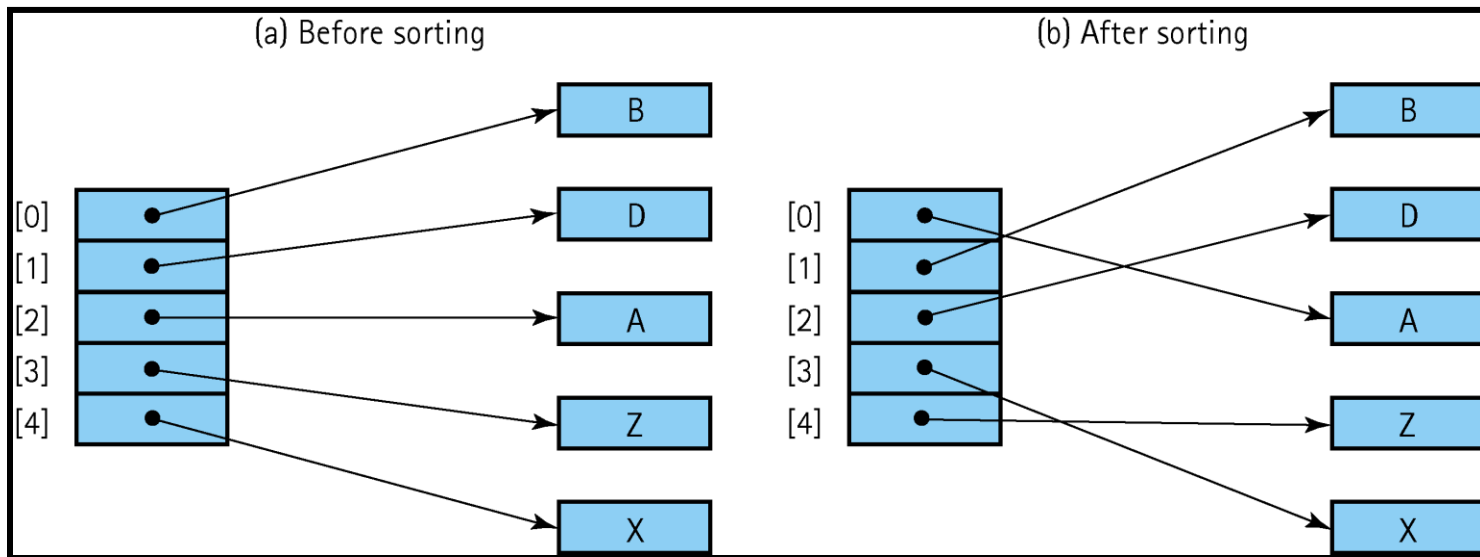 (a) Before sorting
(b) After sorting
B
[0]
D
[1]
[2]
A
[3]
[4]
Z
X
B
[0]
D
[1]
[2]
A
[3]
[4]
Z
X